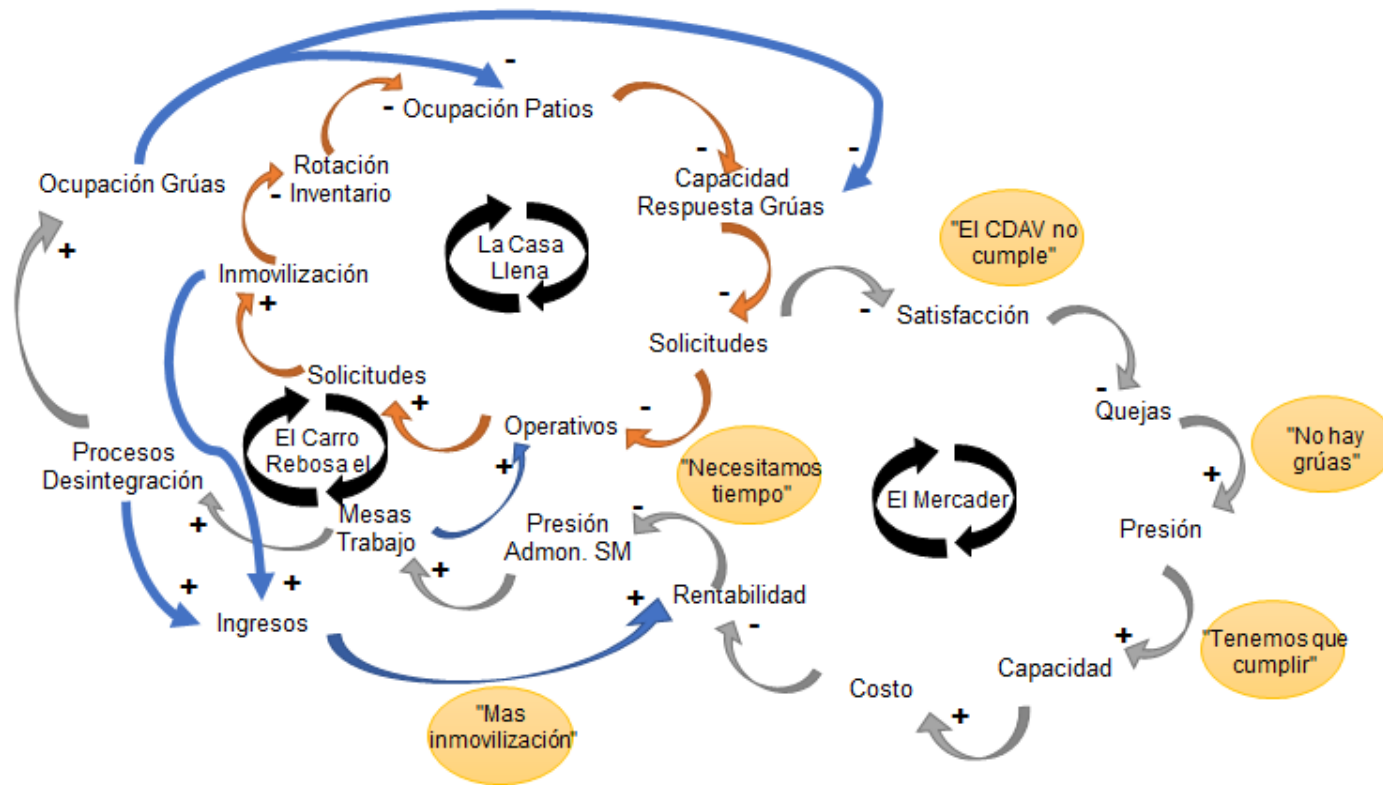 -
- Ocupación Patios
-
-
Ocupación Grúas
Rotación
- Inventario
Capacidad
Respuesta Grúas
"El CDAV no
cumple"
+
La Casa
Llena
Inmovilización
+
-
Solicitudes
-
Satisfacción
Solicitudes
+
-
Operativos
-
Quejas
"No hay
grúas"
El Carro
Rebosa el
Procesos
Desintegración
+
"Necesitamos
tiempo"
+
El Mercader
+
Mesas
Trabajo
-
Presión
Admon. SM
Presión
+
+
+
+
Rentabilidad
-
Ingresos
+
"Tenemos que
cumplir"
Capacidad
Costo
+
"Mas
inmovilización"